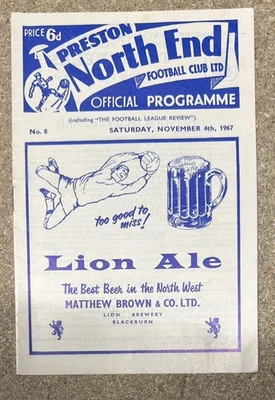 PRICE 6d
PRESTON
North End
FOOTBALL CLUB LTD
OFFICIAL PROGRAMME
(including "THE FOOTBALL LEAGUE REVIEW")
No. 8 SATURDAY, NOVEMBER 4th, 1967
too good to
miss!
Lion Ale
The Best Beer in the North West
MATTHEW BROWN & CO. LTD.
LION BREWERY
BLACKBURN